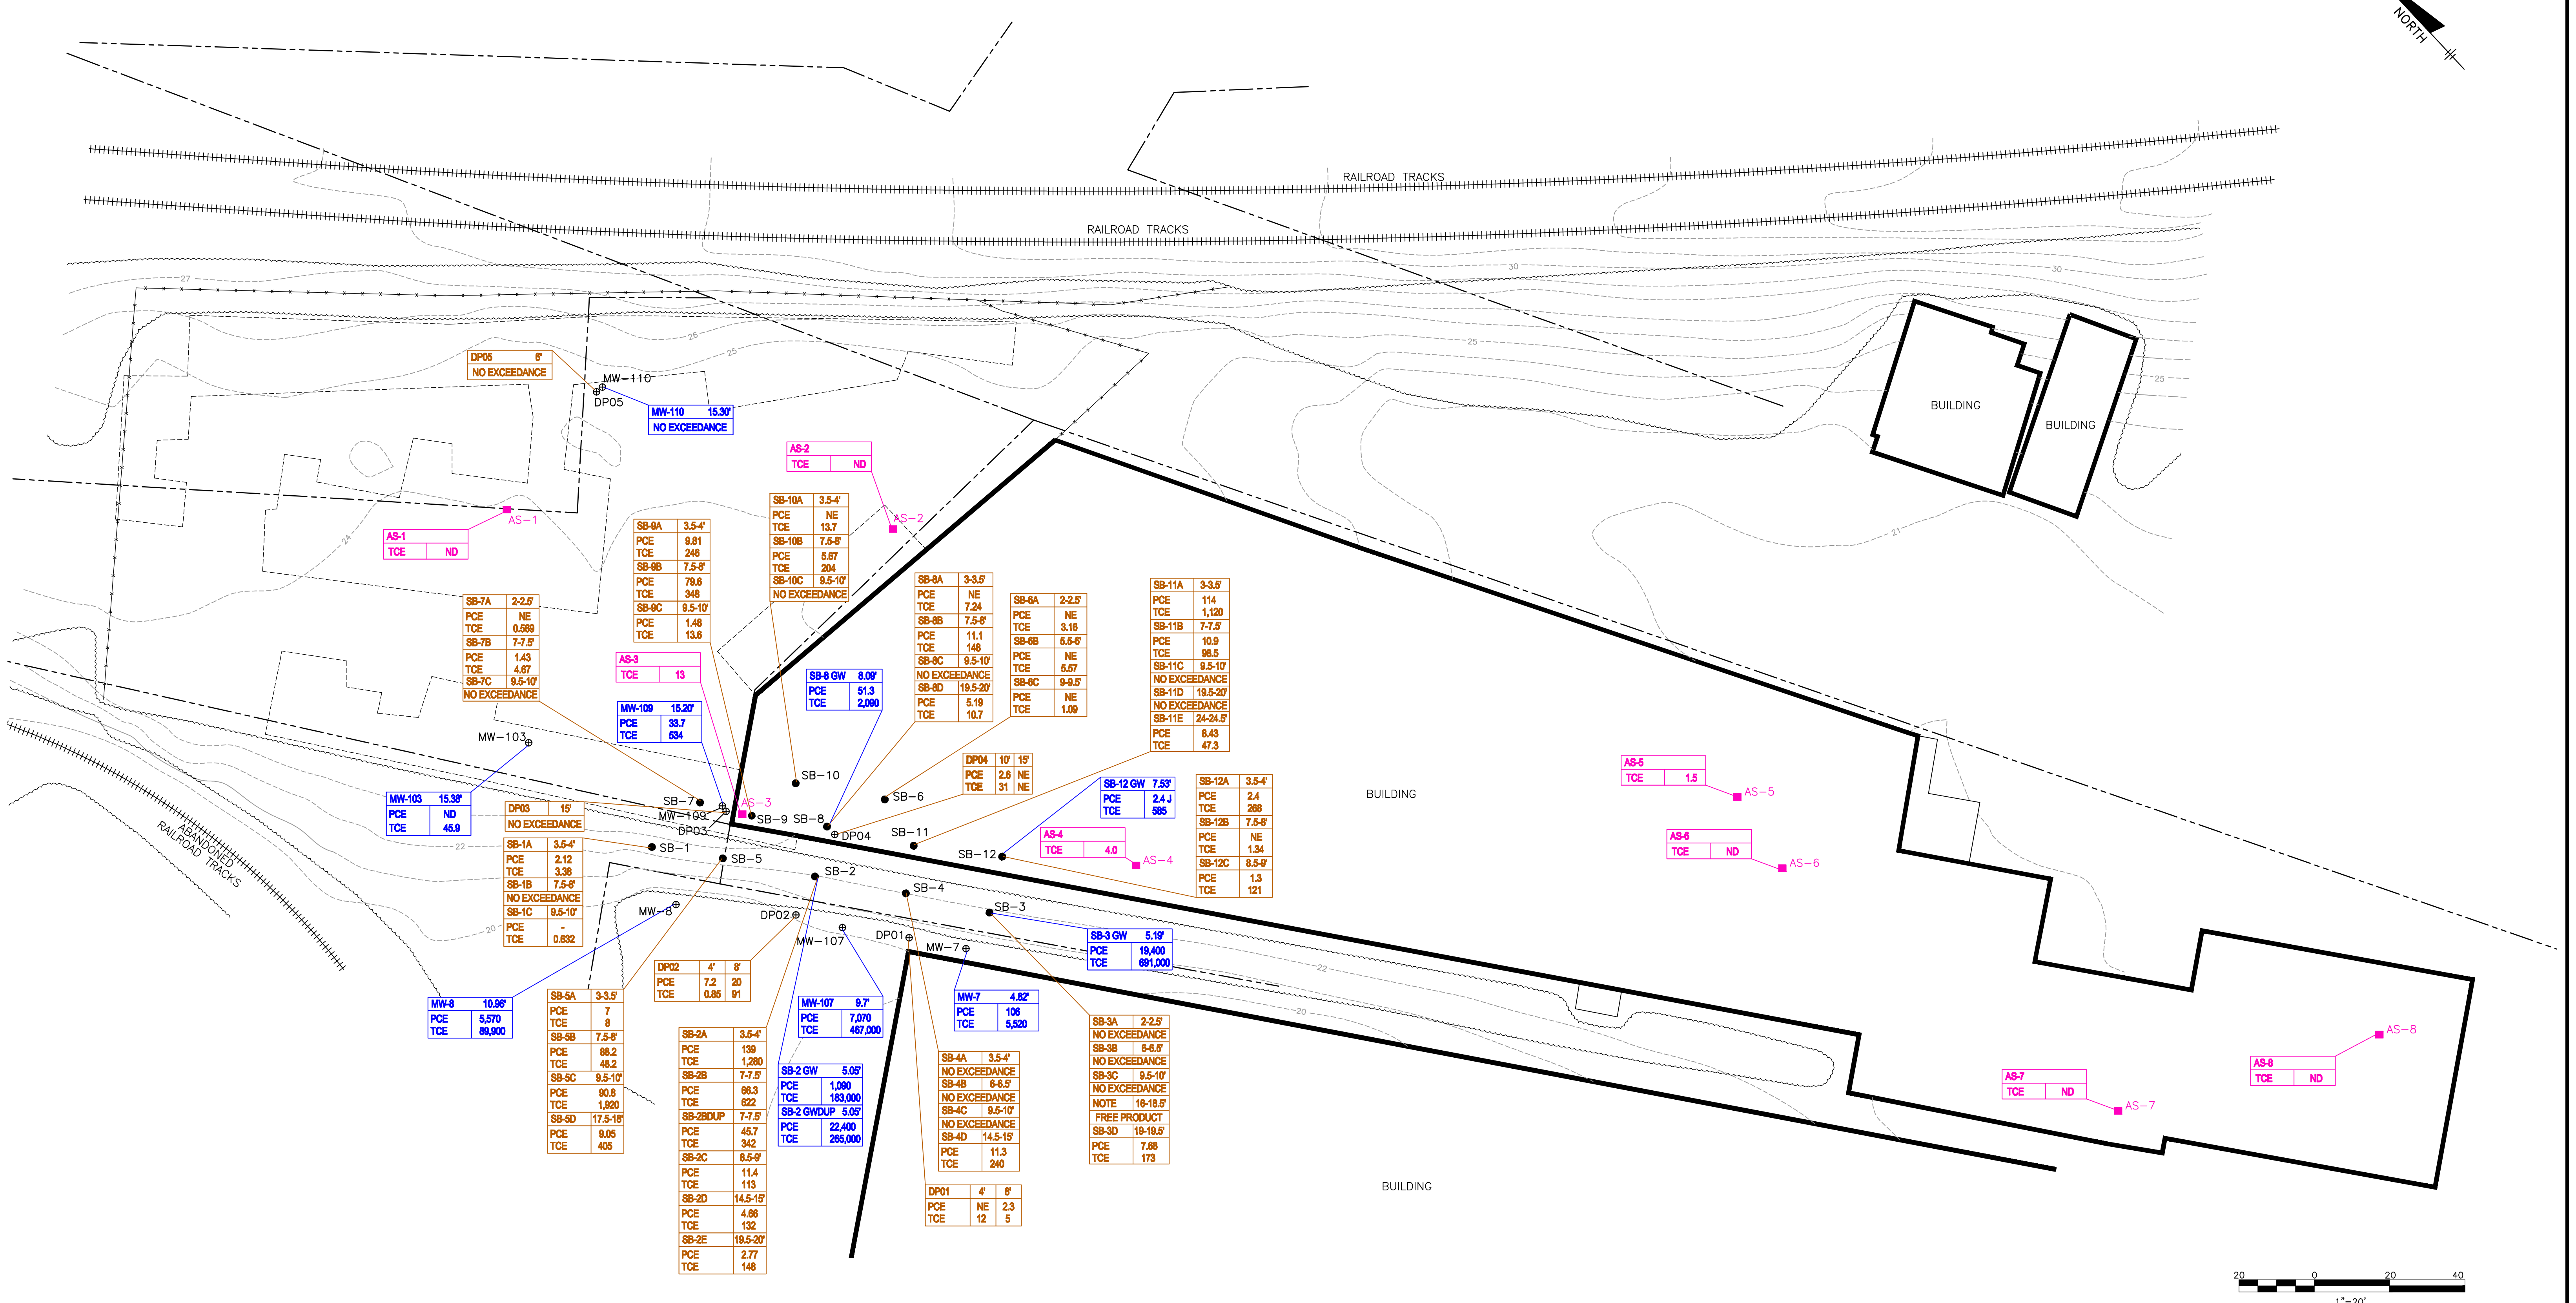 NORTH
RAILROAD TRACKS
RAILROAD TRACKS
27
30
30
26
25
25
25
24
21
22
20
22
20
BUILDING
BUILDING
BUILDING
BUILDING
ABANDONED
RAILROAD TRACKS
DP05 6'
NO EXCEEDANCE
MW-110
DP05
MW-110 15.30'
NO EXCEEDANCE
AS-2
TCE ND
AS-2
AS-1
AS-1
TCE ND
SB-10A 3.5-4'
PCE NE
TCE 13.7
SB-10B 7.5-8'
PCE 5.67
TCE 204
SB-10C 9.5-10'
NO EXCEEDANCE
SB-9A 3.5-4'
PCE 9.81
TCE 246
SB-9B 7.5-8'
PCE 79.6
TCE 348
SB-9C 9.5-10'
PCE 1.48
TCE 13.6
SB-7A 2-2.5'
PCE NE
TCE 0.569
SB-7B 7-7.5'
PCE 1.43
TCE 4.67
SB-7C 9.5-10'
NO EXCEEDANCE
SB-8A 3-3.5'
PCE NE
TCE 7.24
SB-8B 7.5-8'
PCE 11.1
TCE 148
SB-8C 9.5-10'
NO EXCEEDANCE
SB-8D 19.5-20'
PCE 5.19
TCE 10.7
SB-6A 2-2.5'
PCE NE
TCE 3.16
SB-6B 5.5-6'
PCE NE
TCE 5.57
SB-6C 9-9.5'
PCE NE
TCE 1.09
SB-11A 3-3.5'
PCE 114
TCE 1,120
SB-11B 7-7.5'
PCE 10.9
TCE 98.5
SB-11C 9.5-10'
NO EXCEEDANCE
SB-11D 19.5-20'
NO EXCEEDANCE
SB-11E 24-24.5'
PCE 8.43
TCE 47.3
AS-3
TCE 13
SB-8 GW 8.09'
PCE 51.3
TCE 2,090
MW-109 15.20'
PCE 33.7
TCE 534
MW-103
MW-103 15.38'
PCE ND
TCE 45.9
DP04 10' 15'
PCE 2.6 NE
TCE 31 NE
SB-12 GW 7.53'
PCE 2.4 J
TCE 585
SB-12A 3.5-4'
PCE 2.4
TCE 268
SB-12B 7.5-8'
PCE NE
TCE 1.34
SB-12C 8.5-9'
PCE 1.3
TCE 121
AS-4
TCE 4.0
AS-4
AS-5
TCE 1.5
AS-5
AS-6
TCE ND
AS-6
SB-10
SB-6
SB-7
AS-3
MW-109
SB-9
SB-8
DP03
DP04
SB-11
SB-12
SB-1
SB-5
SB-2
SB-4
SB-3
MW-8
DP02
MW-107
DP01
MW-7
DP03 15'
NO EXCEEDANCE
SB-1A 3.5-4'
PCE 2.12
TCE 3.38
SB-1B 7.5-8'
NO EXCEEDANCE
SB-1C 9.5-10'
PCE -
TCE 0.632
MW-8 10.96'
PCE 5,570
TCE 89,900
SB-5A 3-3.5'
PCE 7
TCE 8
SB-5B 7.5-8'
PCE 88.2
TCE 48.2
SB-5C 9.5-10'
PCE 90.8
TCE 1,920
SB-5D 17.5-18'
PCE 9.05
TCE 405
DP02 4' 8'
PCE 7.2 20
TCE 0.85 91
SB-2A 3.5-4'
PCE 139
TCE 1,280
SB-2B 7-7.5'
PCE 66.3
TCE 622
SB-2BDUP 7-7.5'
PCE 45.7
TCE 342
SB-2C 8.5-9'
PCE 11.4
TCE 113
SB-2D 14.5-15'
PCE 4.66
TCE 132
SB-2E 19.5-20'
PCE 2.77
TCE 148
MW-107 9.7'
PCE 7,070
TCE 467,000
SB-2 GW 5.05'
PCE 1,090
TCE 183,000
SB-2 GWDUP 5.05'
PCE 22,400
TCE 265,000
MW-7 4.82'
PCE 106
TCE 5,520
SB-4A 3.5-4'
NO EXCEEDANCE
SB-4B 6-6.5'
NO EXCEEDANCE
SB-4C 9.5-10'
NO EXCEEDANCE
SB-4D 14.5-15'
PCE 11.3
TCE 240
DP01 4' 8'
PCE NE 2.3
TCE 12 5
SB-3 GW 5.19'
PCE 19,400
TCE 691,000
SB-3A 2-2.5'
NO EXCEEDANCE
SB-3B 6-6.5'
NO EXCEEDANCE
SB-3C 9.5-10'
NO EXCEEDANCE
NOTE 16-18.5'
FREE PRODUCT
SB-3D 19-19.5'
PCE 7.68
TCE 173
AS-7
TCE ND
AS-7
AS-8
TCE ND
AS-8
20 0 20 40
1"=20'